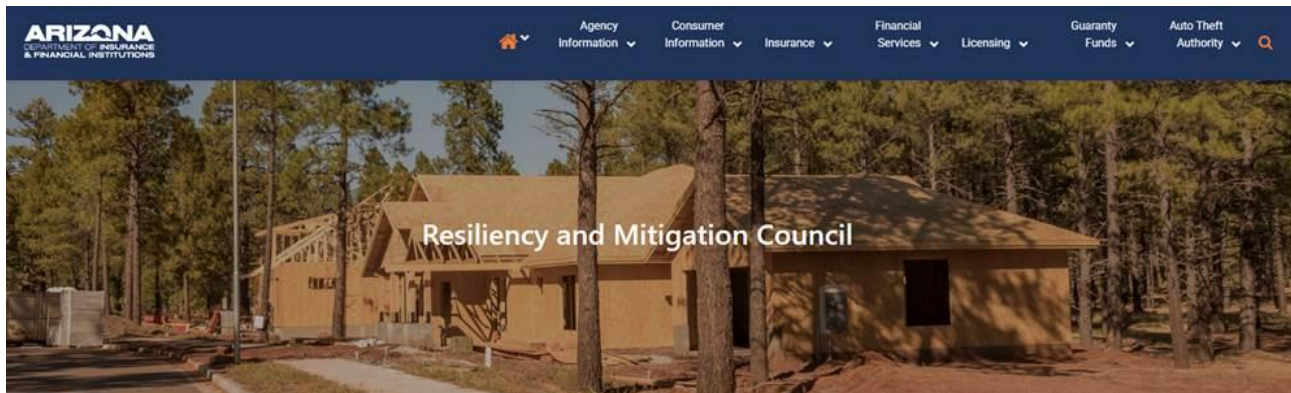 ARIZONA
DEPARTMENT OF INSURANCE
& FINANCIAL INSTITUTIONS
Agency
Information
Consumer
Information
Insurance
Financial
Services
Licensing
Guaranty
Funds
Auto Theft
Authority
Resiliency and Mitigation Council